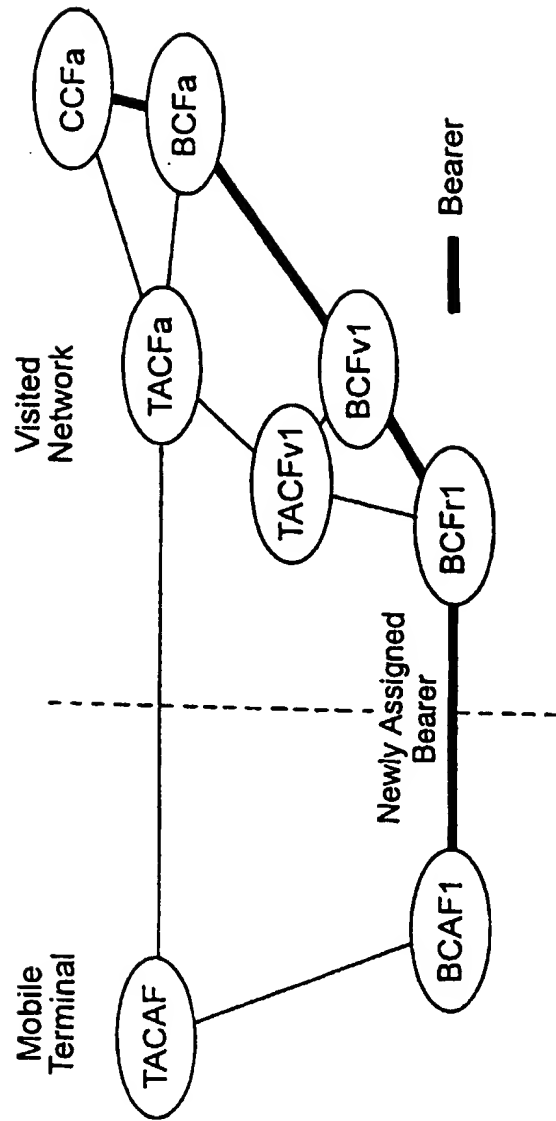 Mobile
Terminal
Visited
Network
TACAF
TACFa
CCFa
BCFa
TACFv1
BCFv1
BCAF1
Newly Assigned
Bearer
BCFr1
Bearer